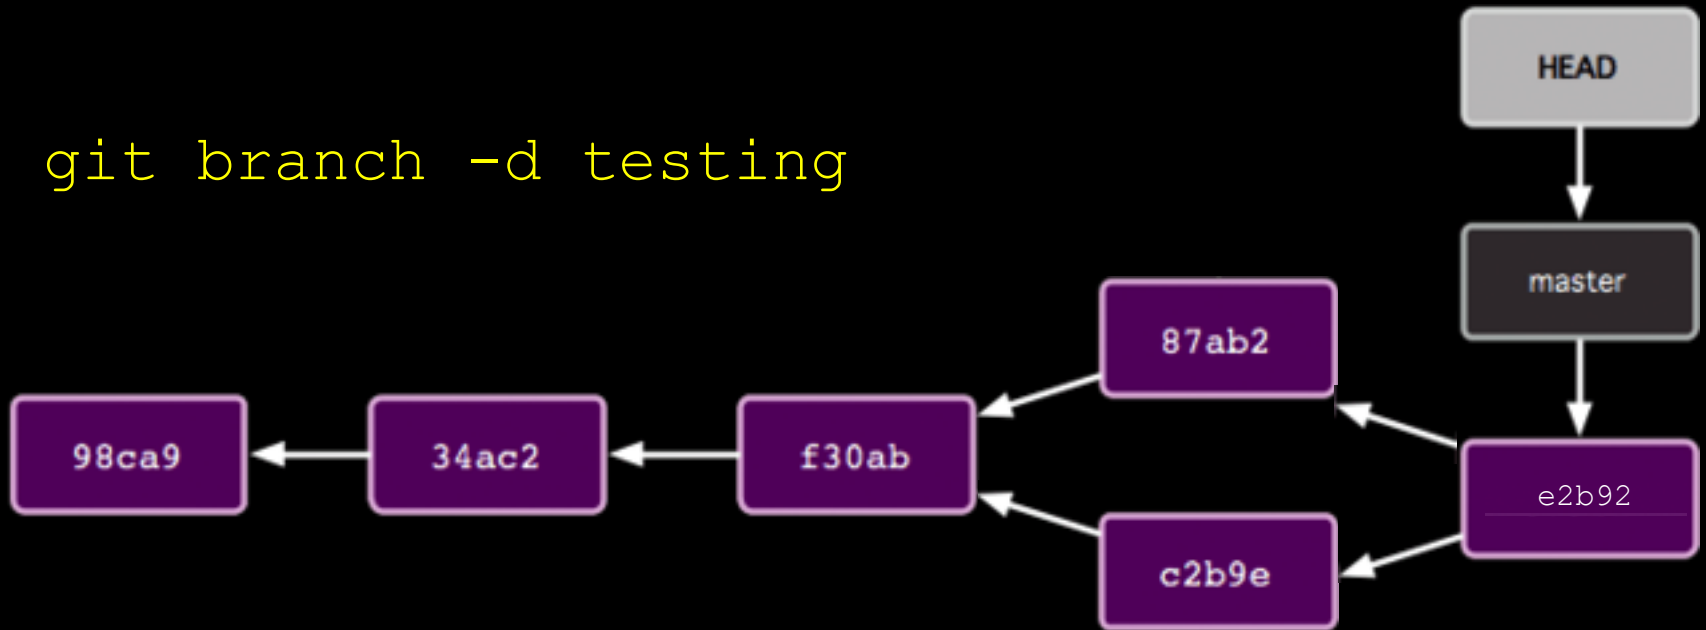 HEAD
git branch -d testing
master
87ab2
98ca9
34ac2
f30ab
e2b92
c2b9e